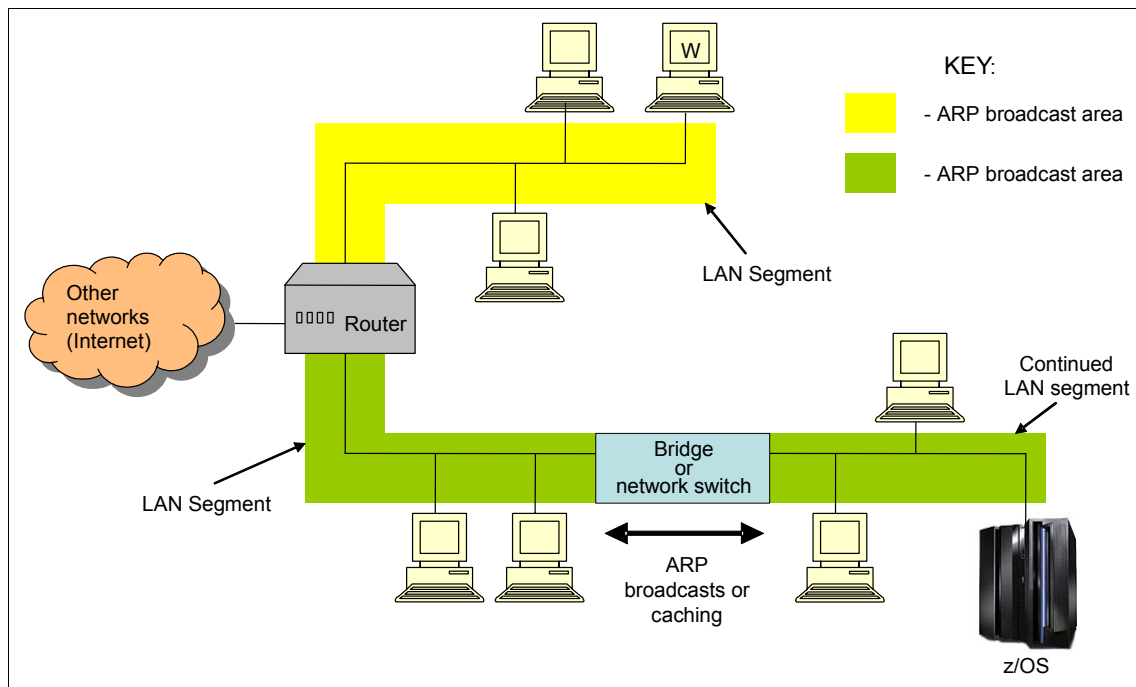 W
KEY:
- ARP broadcast area
- ARP broadcast area
LAN Segment
Other
networks
(Internet)
Router
Continued
LAN segment
Bridge
or
network switch
LAN Segment
ARP
broadcasts or
caching
z/OS